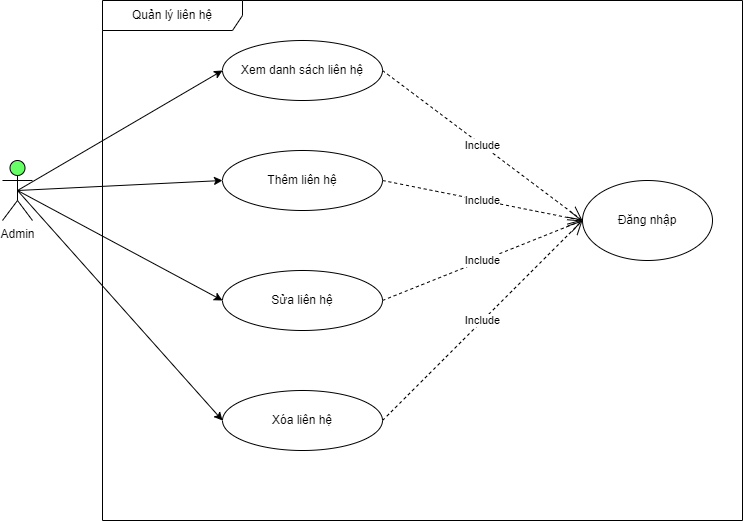 Quản lý liên hệ
Xem danh sách liên hệ
Include
Thêm liên hệ
Include
Đăng nhập
Admin
Include
Sửa liên hệ
Include
Xóa liên hệ